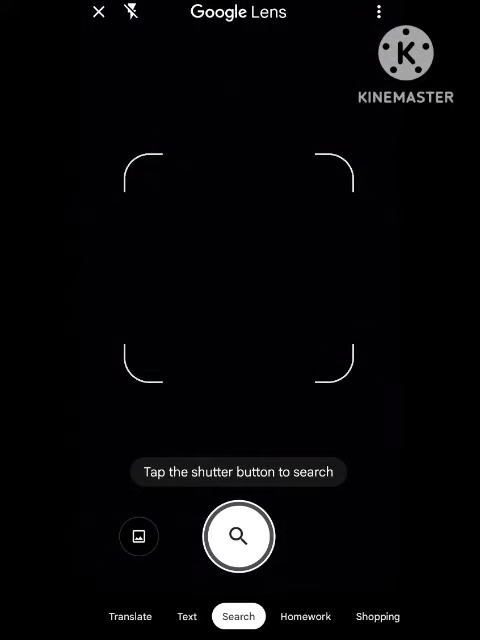 Google Lens
KINEMASTER
Tap the shutter button to search
Translate Text Search Homework Shopping